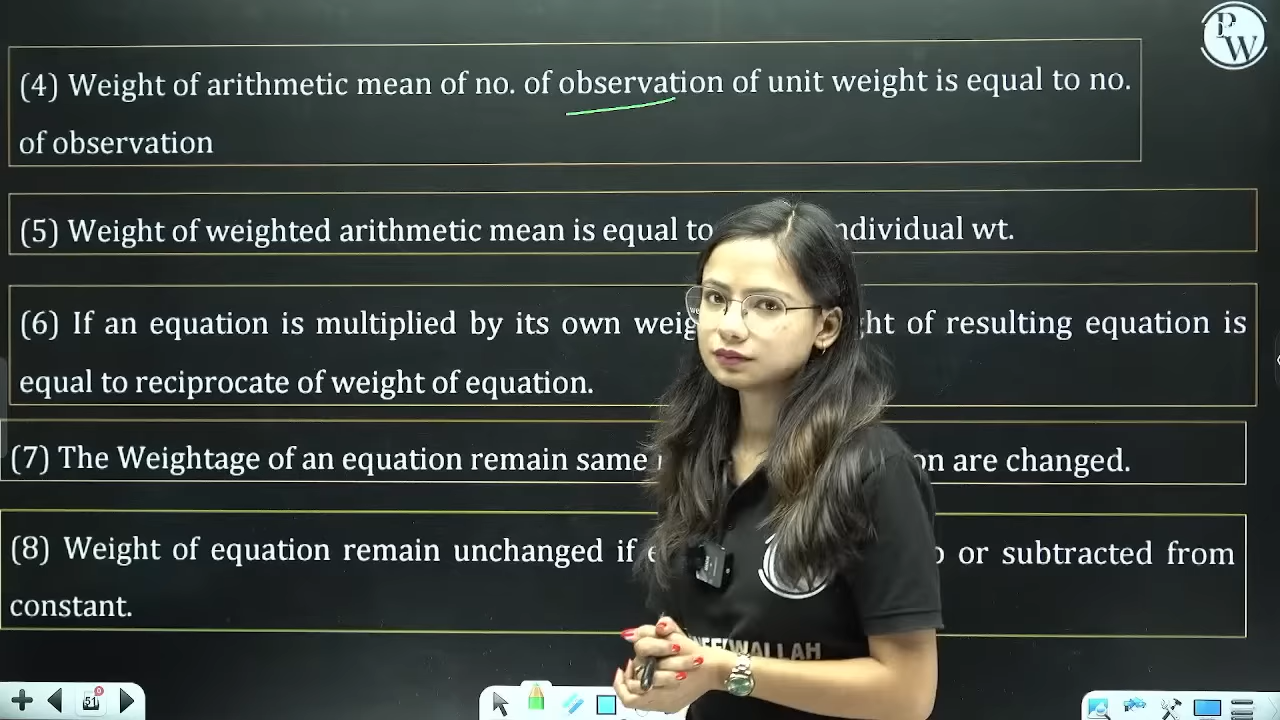 P
W
(4) Weight of arithmetic mean of no. of observation of unit weight is equal to no.
of observation
(5) Weight of weighted arithmetic mean is equal to ndividual wt.
(6) If an equation is multiplied by its own weig ht of resulting equation is
equal to reciprocate of weight of equation.
(7) The Weightage of an equation remain same on are changed.
(8) Weight of equation remain unchanged if e or subtracted from
constant.
WALLAH
51